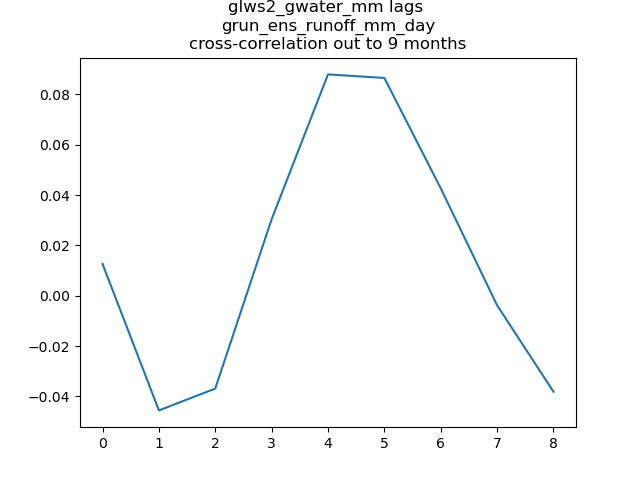 glws2_gwater_mm lags
grun_ens_runoff_mm_day
cross-correlation out to 9 months
0.08
0.06
0.04
0.02
0.00
−0.02
−0.04
0 1 2 3 4 5 6 7 8